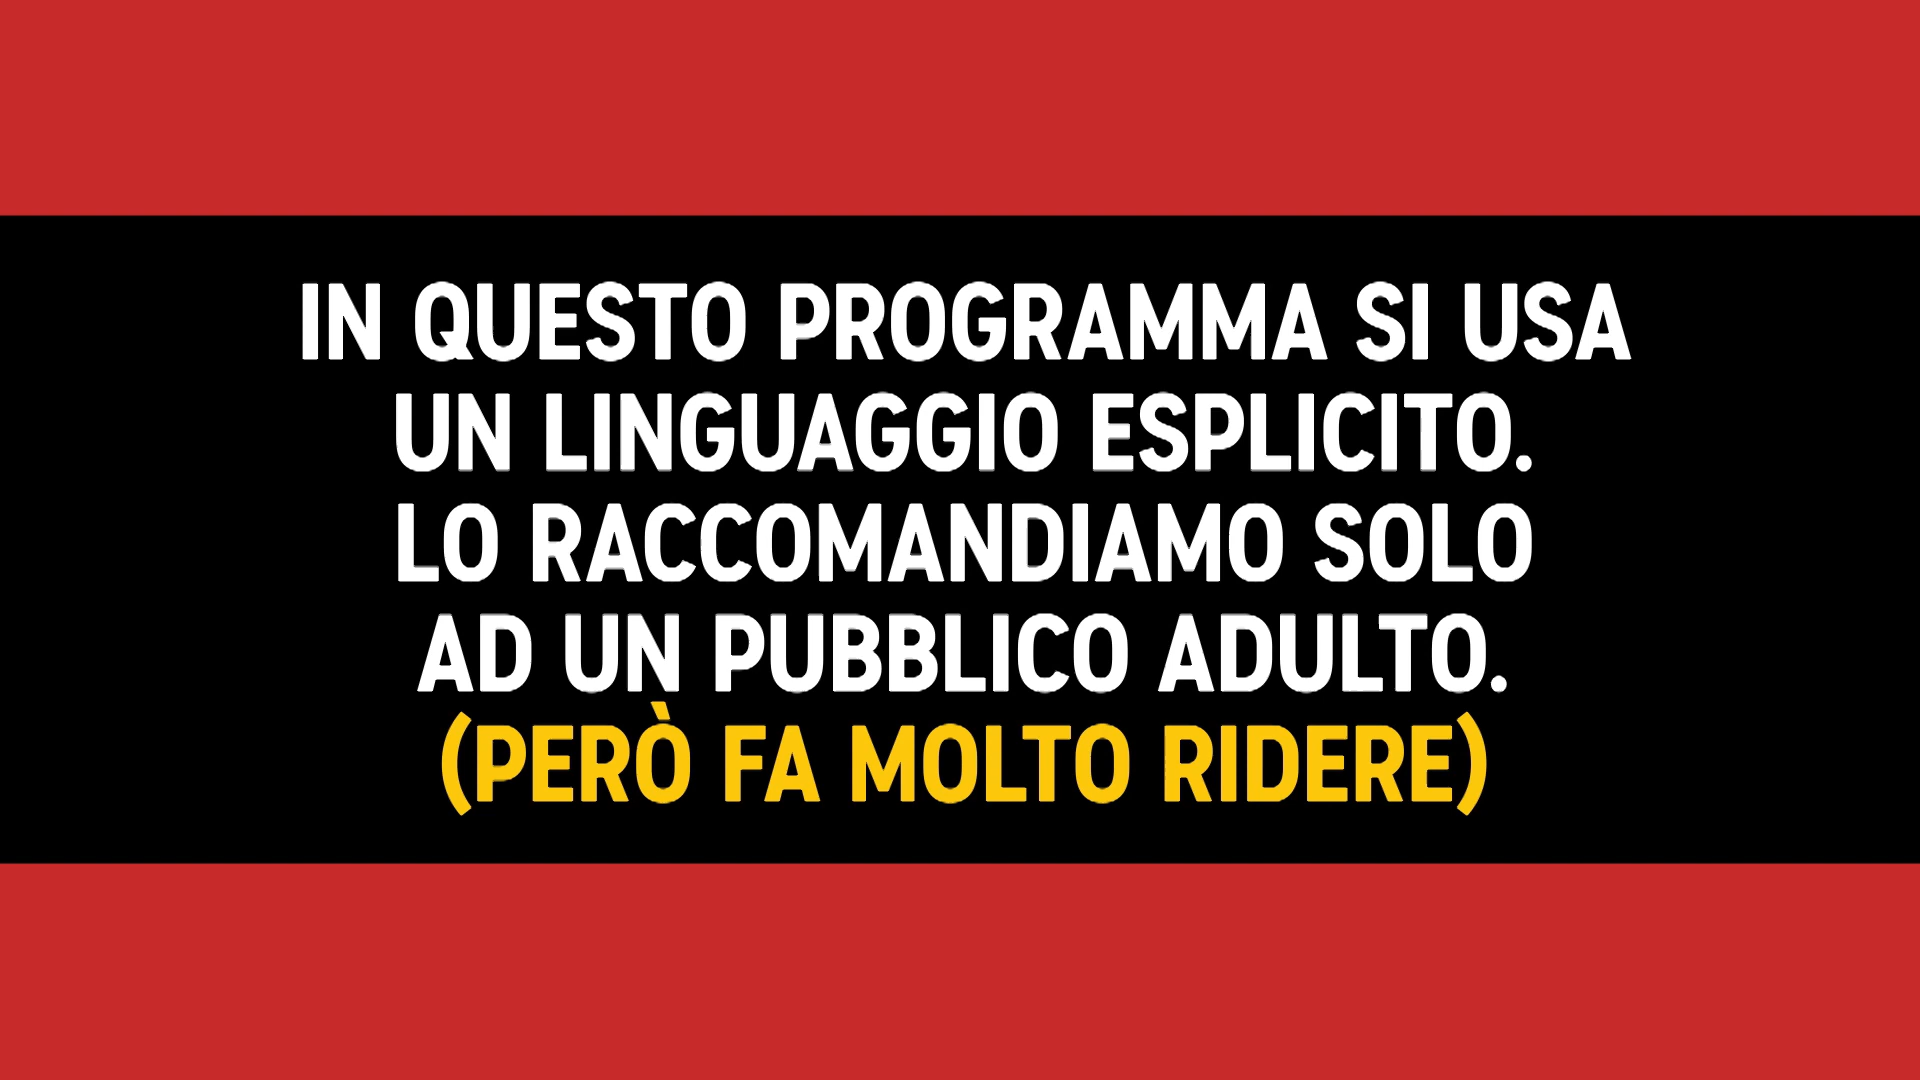 IN QUESTO PROGRAMMA SI USA
UN LINGUAGGIO ESPLICITO.
LO RACCOMANDIAMO SOLO
AD UN PUBBLICO ADULTO.
(PERÒ FA MOLTO RIDERE)